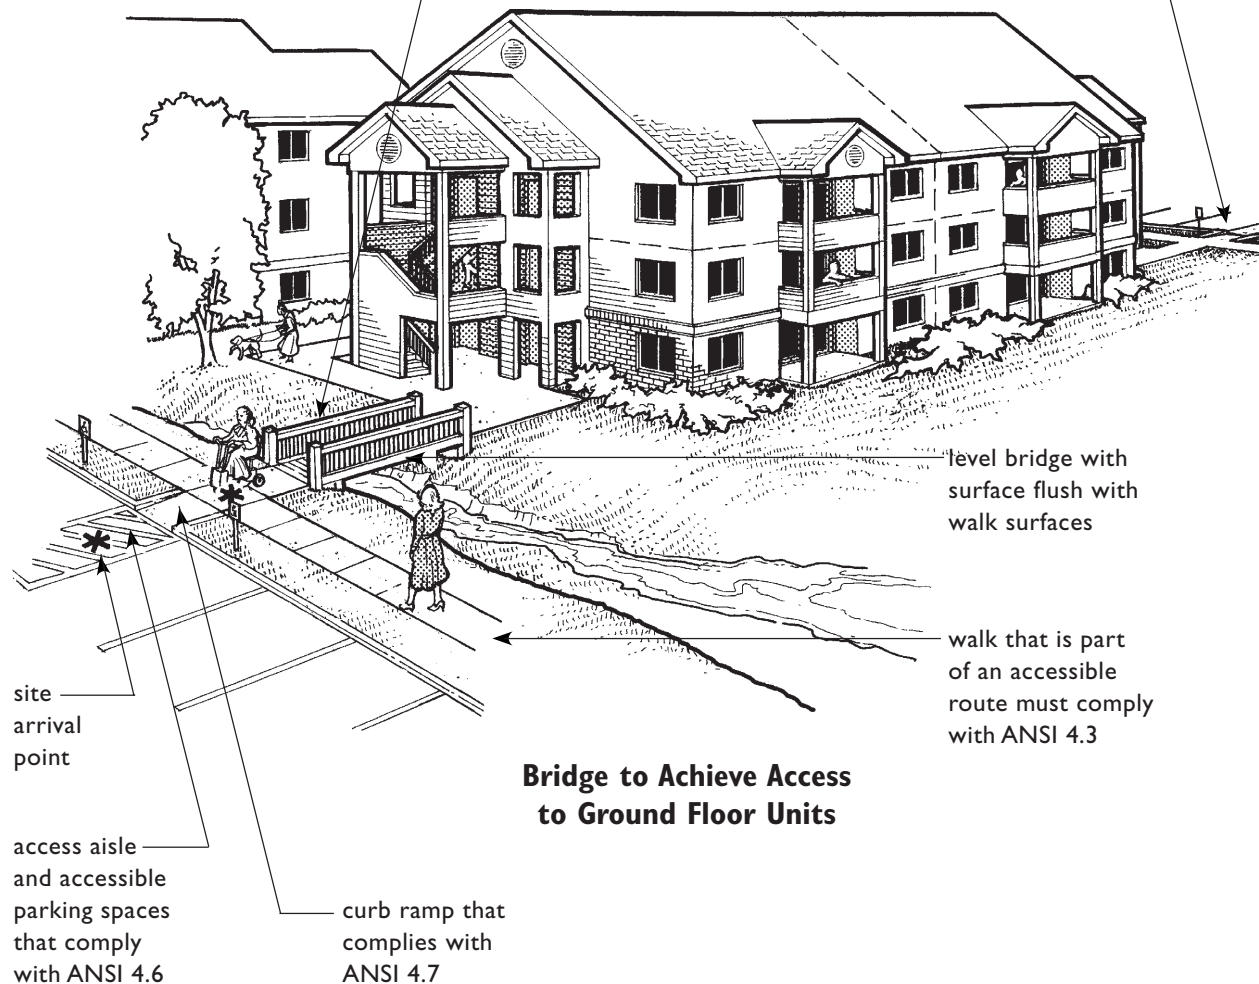 level bridge with
surface flush with
walk surfaces
walk that is part
of an accessible
route must comply
with ANSI 4.3
site
arrival
point
Bridge to Achieve Access
to Ground Floor Units
access aisle
and accessible
parking spaces
that comply
with ANSI 4.6
curb ramp that
complies with
ANSI 4.7